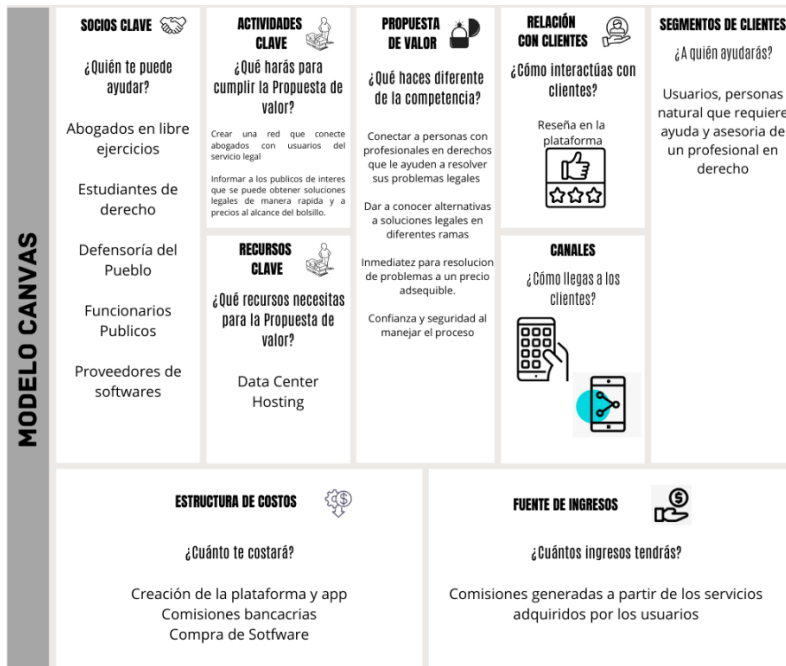 MODELO CANVAS
SOCIOS CLAVE
¿Quién te puede
ayudar?
Abogados en libre
ejercicios
Estudiantes de
derecho
Defensoría del
Pueblo
Funcionarios
Publicos
Proveedores de
softwares
ACTIVIDADES
CLAVE
¿Qué harás para
cumplir la Propuesta de
valor?
Crear una red que conecte
abogados con usuarios del
servicio legal
Informar a los publicos de interes
que se puede obtener soluciones
legales de manera rapida y a
precios al alcance del bolsillo.
RECURSOS
CLAVE
¿Qué recursos necesitas
para la Propuesta de
valor?
Data Center
Hosting
PROPUESTA
DE VALOR
¿Qué haces diferente
de la competencia?
Conectar a personas con
profesionales en derechos
que le ayuden a resolver
sus problemas legales
Dar a conocer alternativas
a soluciones legales en
diferentes ramas
Inmediatez para resolucion
de problemas a un precio
adsequible.
Confianza y seguridad al
manejar el proceso
RELACIÓN
CON CLIENTES
¿Cómo interactúas con
clientes?
Reseña en la
plataforma
CANALES
¿Cómo llegas a los
clientes?
SEGMENTOS DE CLIENTES
¿A quién ayudarás?
Usuarios, personas
natural que requiere
ayuda y asesoria de
un profesional en
derecho
ESTRUCTURA DE COSTOS
¿Cuánto te costará?
Creación de la plataforma y app
Comisiones bancacrias
Compra de Sotfware
FUENTE DE INGRESOS
¿Cuántos ingresos tendrás?
Comisiones generadas a partir de los servicios
adquiridos por los usuarios